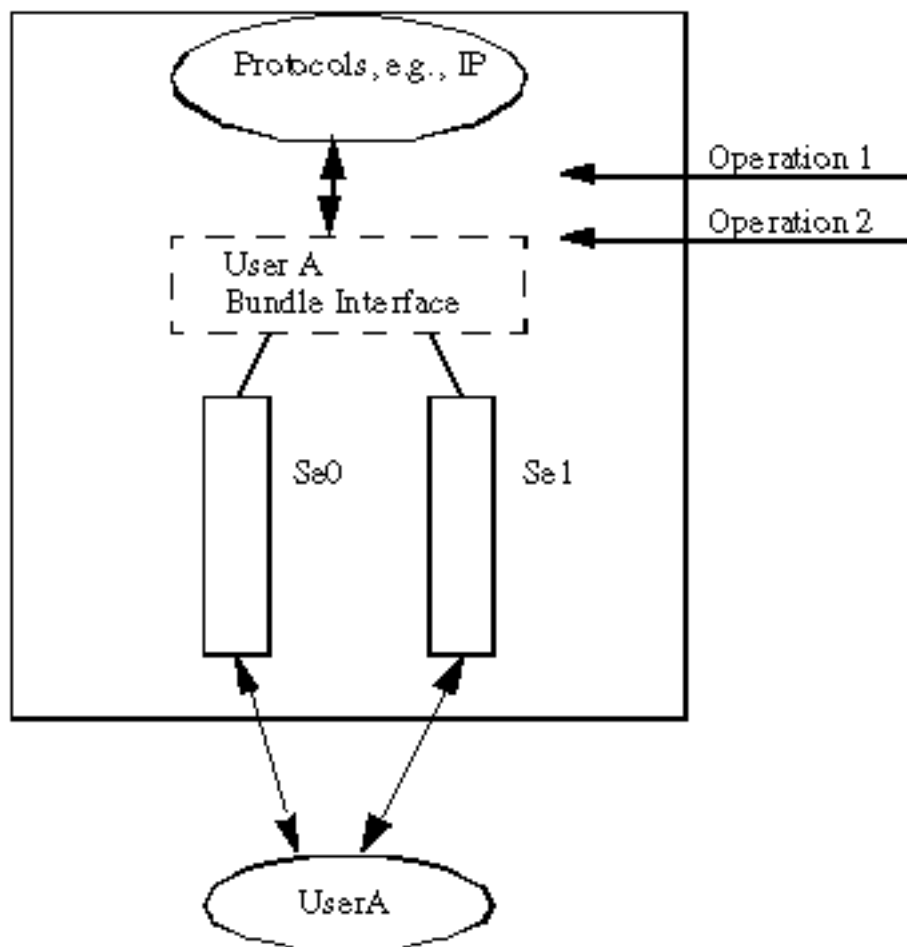 Protocols, e.g., IP
Operation 1
Operation 2
User A
Bundle Interface
Se0
Se1
UserA